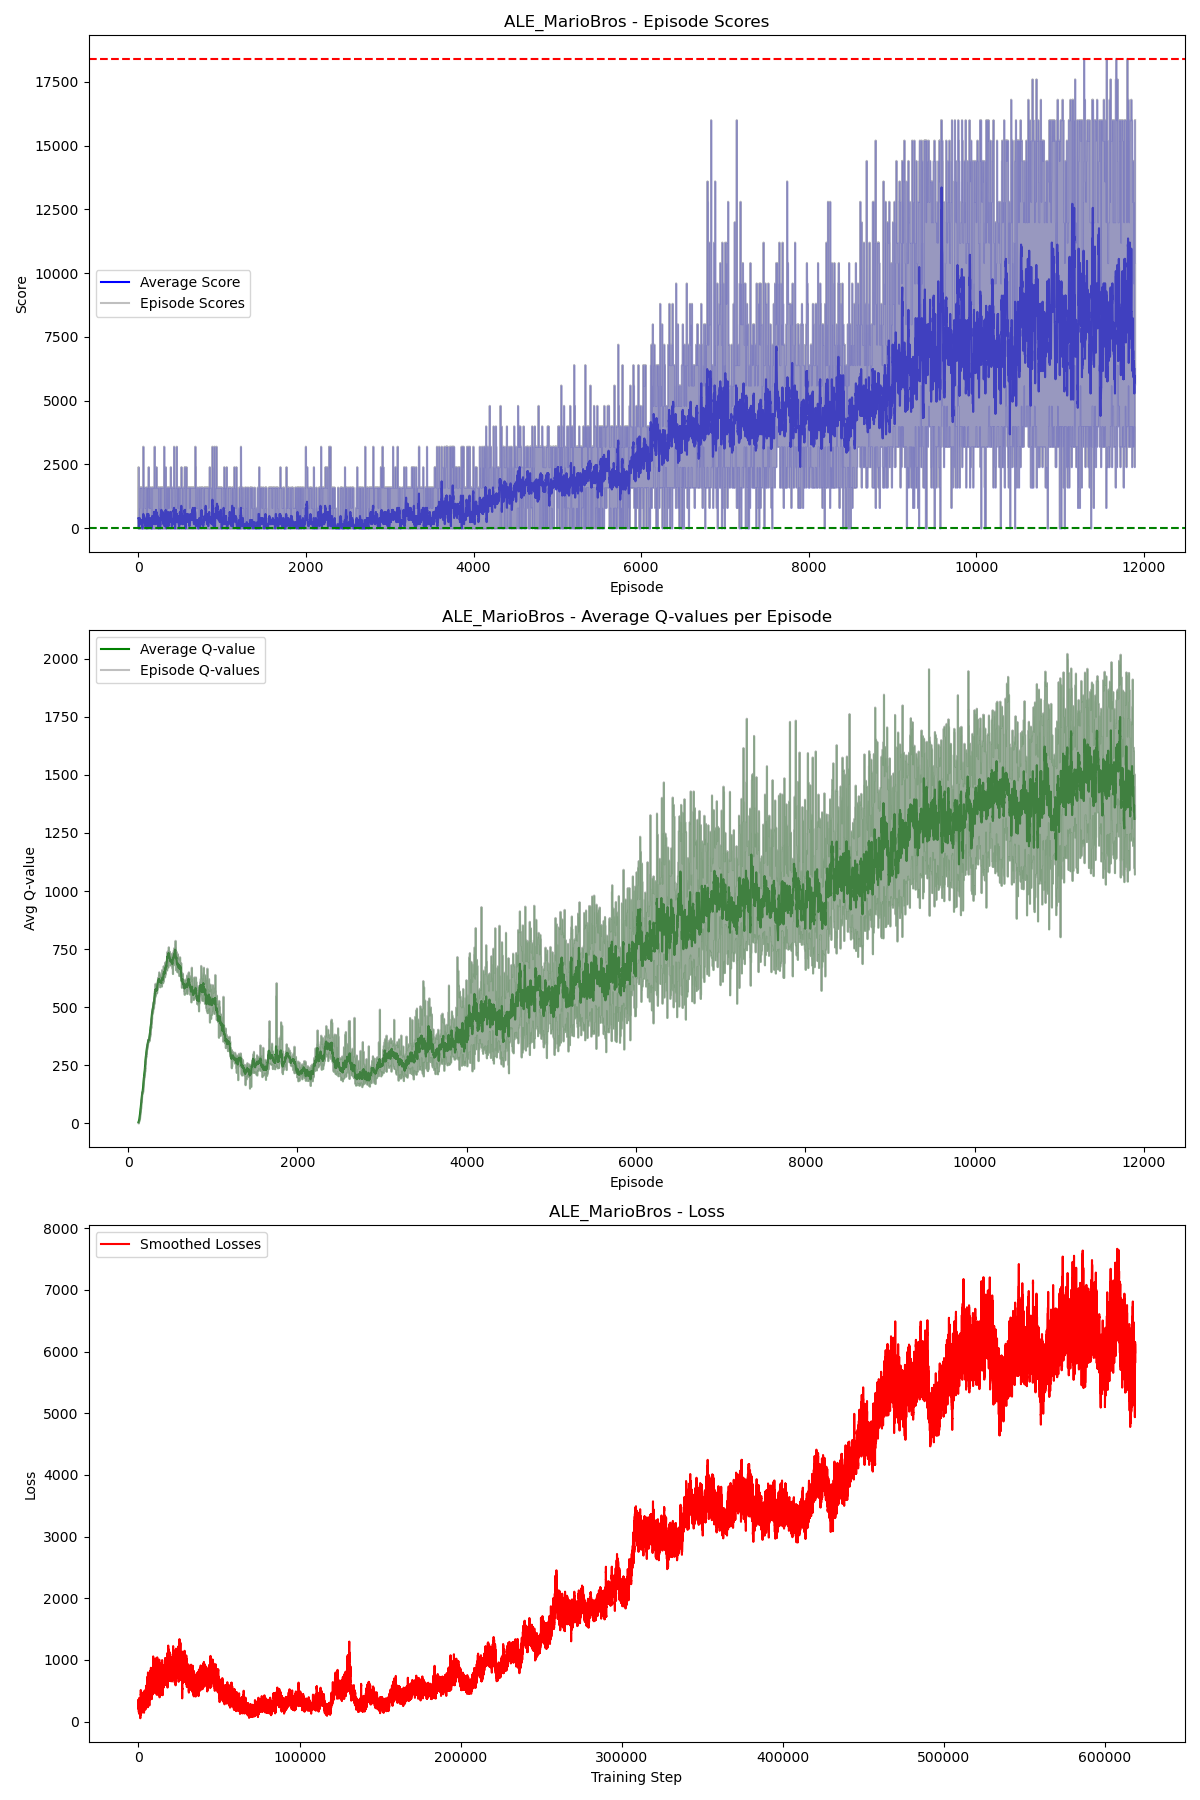 ALE_MarioBros - Episode Scores
17500
15000
12500
10000
7500
5000
2500
0
Score
Average Score
Episode Scores
0 2000 4000 6000 8000 10000 12000
Episode
ALE_MarioBros - Average Q-values per Episode
2000
1750
1500
1250
1000
750
500
250
0
Avg Q-value
Average Q-value
Episode Q-values
0 2000 4000 6000 8000 10000 12000
Episode
ALE_MarioBros - Loss
8000
7000
6000
5000
4000
3000
2000
1000
0
Loss
Smoothed Losses
0 100000 200000 300000 400000 500000 600000
Training Step